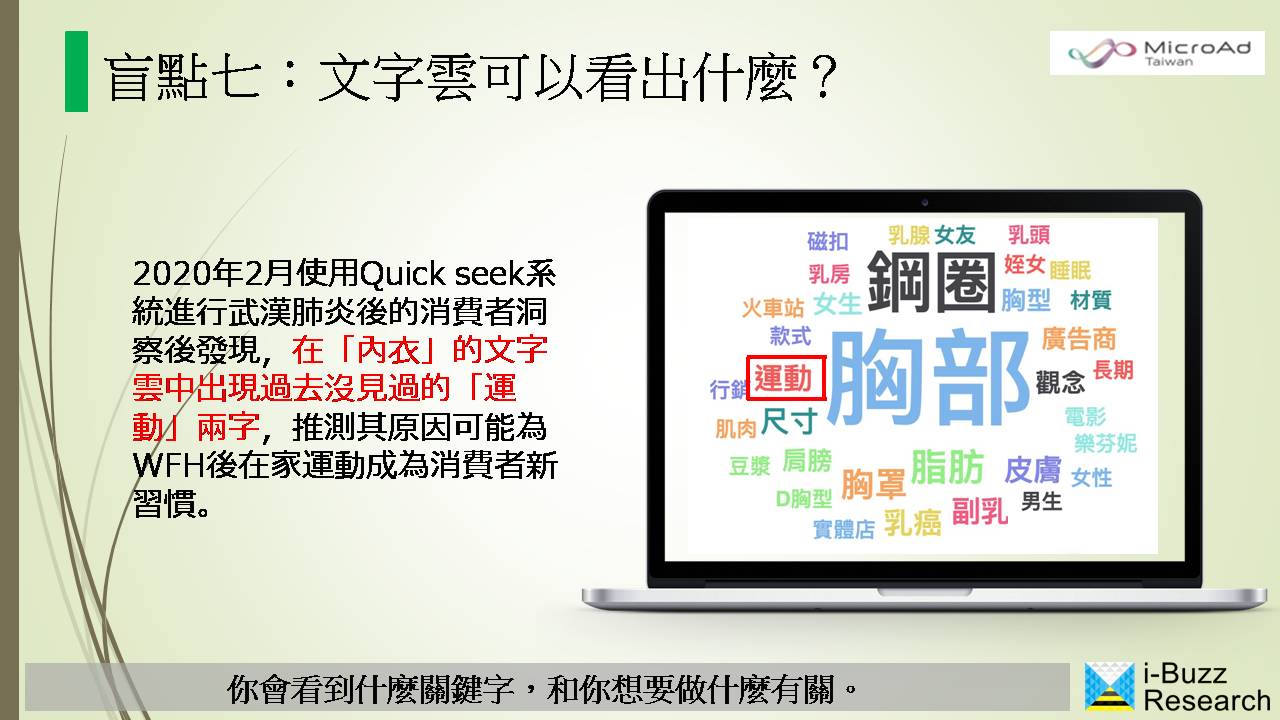 盲點七：文字雲可以看出什麼？
MicroAd
Taiwan
2020年2月使用Quick seek系
統進行武漢肺炎後的消費者洞
察後發現，在「內衣」的文字
雲中出現過去沒見過的「運
動」兩字，推測其原因可能為
WFH後在家運動成為消費者新
習慣。
磁扣 乳腺 女友 乳頭
乳房 鋼圈 姪女 睡眠
火車站 女生 胸型 材質
款式 胸部 廣告商
行銷 運動 觀念 長期
肌肉 尺寸 電影
樂芬妮
豆漿 肩膀 脂肪 皮膚 女性
D胸型 胸罩 副乳 男生
實體店 乳癌
你會看到什麼關鍵字，和你想要做什麼有關。
i-Buzz
Research